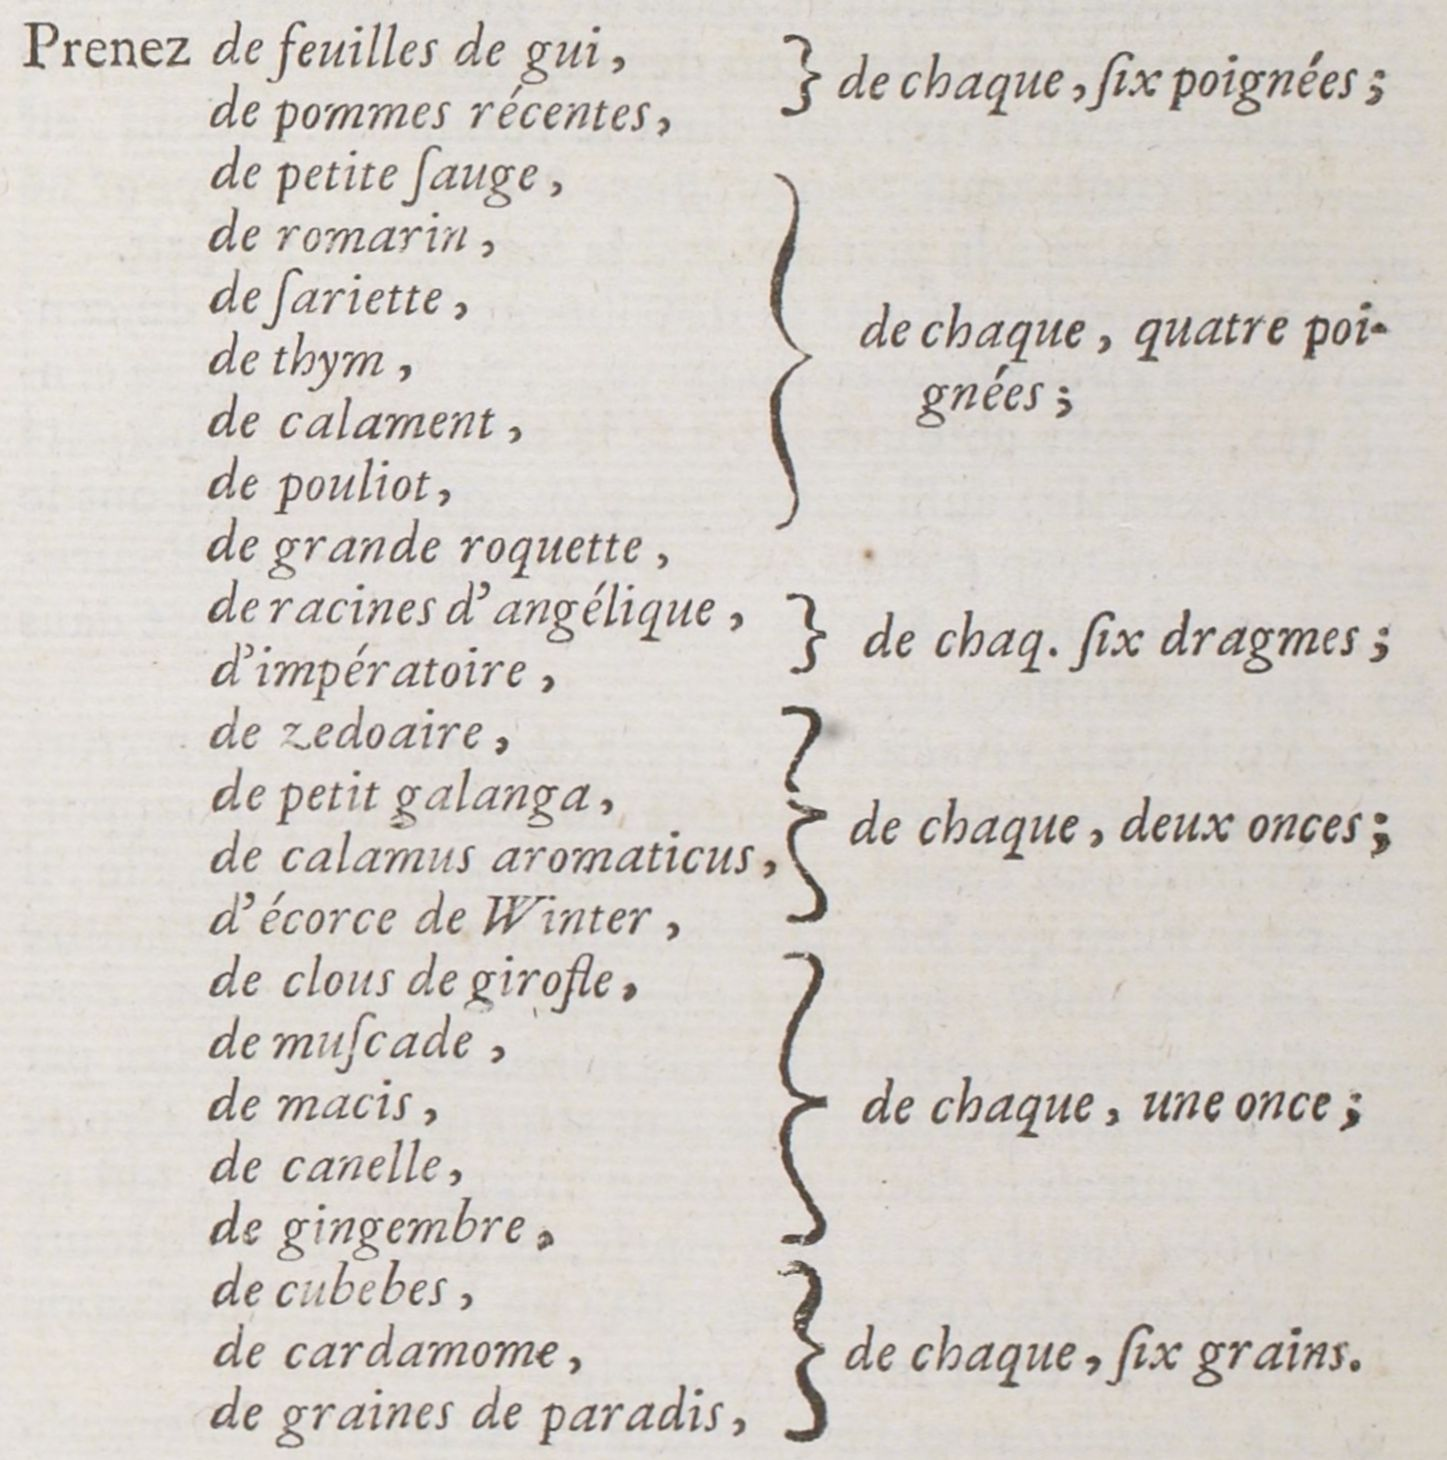 Prenez de feuilles de gui,
de pommes récentes,
} de chaque, ſix poignées;
de petite ſauge,
de romarin,
de ſariette,
de thym,
de calament,
de pouliot,
de grande roquette,
} de chaque, quatre poi-
gnées;
de racines d'angélique,
d'impératoire,
} de chaq. ſix dragmes;
de zedoaire,
de petit galanga,
de calamus aromaticus,
d'écorce de Winter,
} de chaque, deux onces;
de clous de girofle,
de muſcade,
de macis,
de canelle,
de gingembre,
} de chaque, une once;
de cubebes,
de cardamome,
de graines de paradis,
} de chaque, ſix grains.